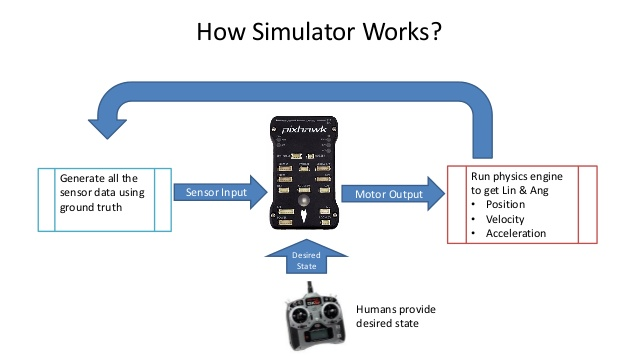 How Simulator Works?
pixhawk
Generate all the
sensor data using
ground truth
Sensor Input
Motor Output
Run physics engine
to get Lin & Ang
• Position
• Velocity
• Acceleration
Desired
State
Humans provide
desired state